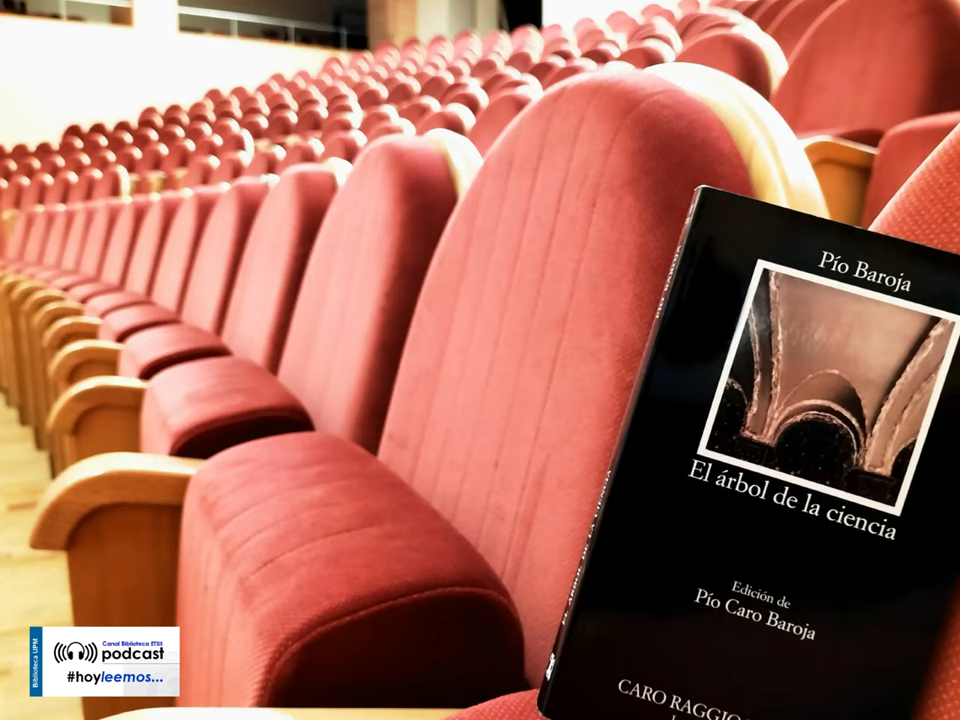 Pío Baroja
El árbol de la ciencia
Edición de
Pío Caro Baroja
CARO RAGGIO
Biblioteca UPM
Canal Biblioteca ETSII
podcast
#hoyleemos...